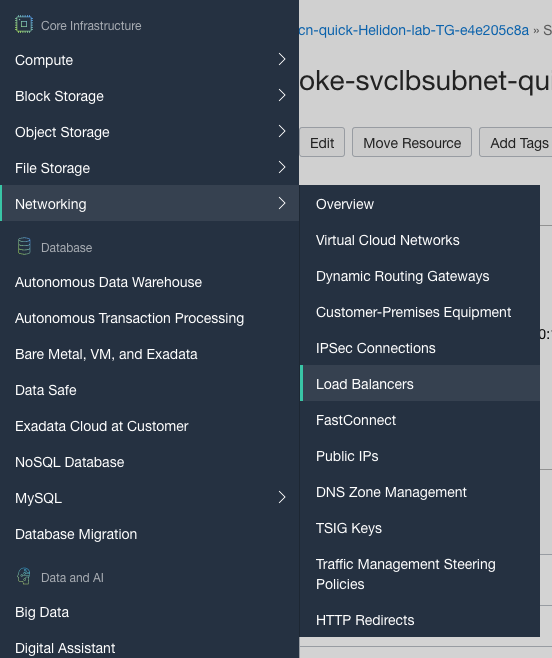 Core Infrastructure
Compute
Block Storage
Object Storage
File Storage
Networking
Database
Autonomous Data Warehouse
Autonomous Transaction Processing
Bare Metal, VM, and Exadata
Data Safe
Exadata Cloud at Customer
NoSQL Database
MySQL
Database Migration
Data and AI
Big Data
Digital Assistant
cn-quick-Helidon-lab-TG-e4e205c8a » S
oke-svclbsubnet-qui
Edit
Move Resource
Add Tags
Overview
Virtual Cloud Networks
Dynamic Routing Gateways
Customer-Premises Equipment
IPSec Connections
Load Balancers
FastConnect
Public IPs
DNS Zone Management
TSIG Keys
Traffic Management Steering
Policies
HTTP Redirects